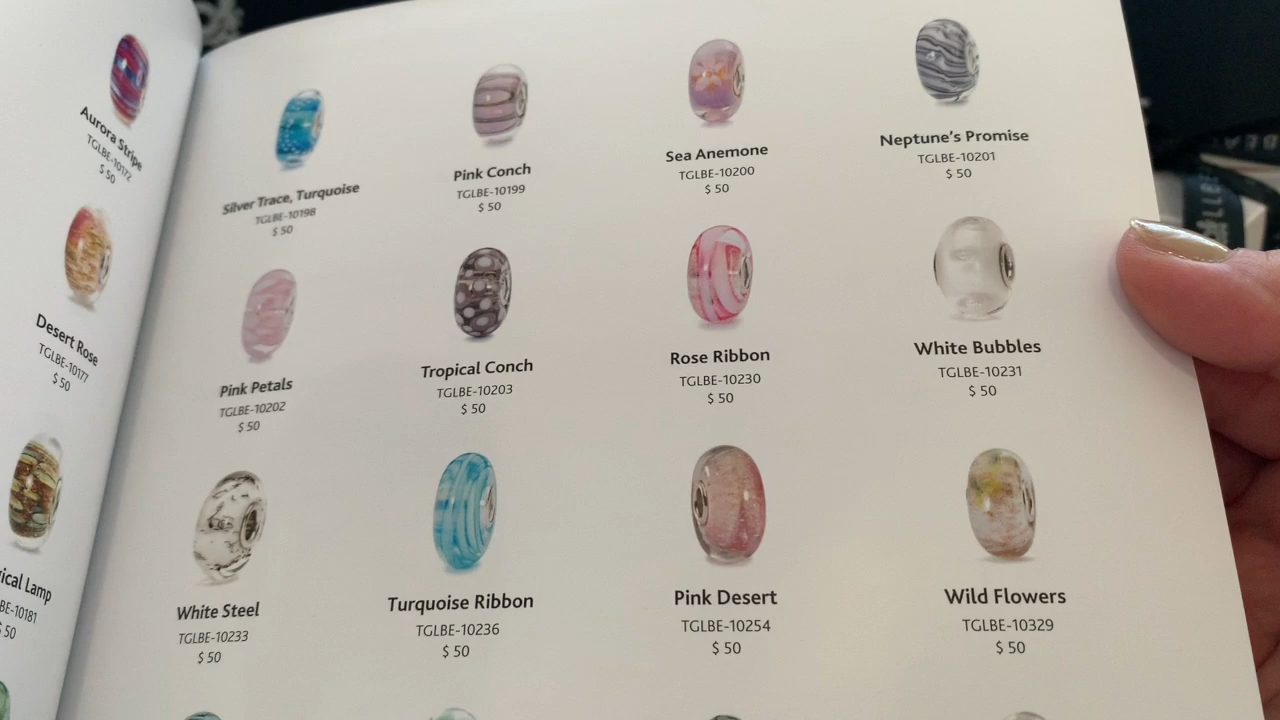 Aurora Stripe
TGLBE-10172
$ 50
Desert Rose
TGLBE-10177
$ 50
ical Lamp
BE-10181
$ 50
Silver Trace, Turquoise
TGLBE-10198
$ 50
Pink Conch
TGLBE-10199
$ 50
Sea Anemone
TGLBE-10200
$ 50
Neptune's Promise
TGLBE-10201
$ 50
Pink Petals
TGLBE-10202
$ 50
Tropical Conch
TGLBE-10203
$ 50
Rose Ribbon
TGLBE-10230
$ 50
White Bubbles
TGLBE-10231
$ 50
White Steel
TGLBE-10233
$ 50
Turquoise Ribbon
TGLBE-10236
$ 50
Pink Desert
TGLBE-10254
$ 50
Wild Flowers
TGLBE-10329
$ 50